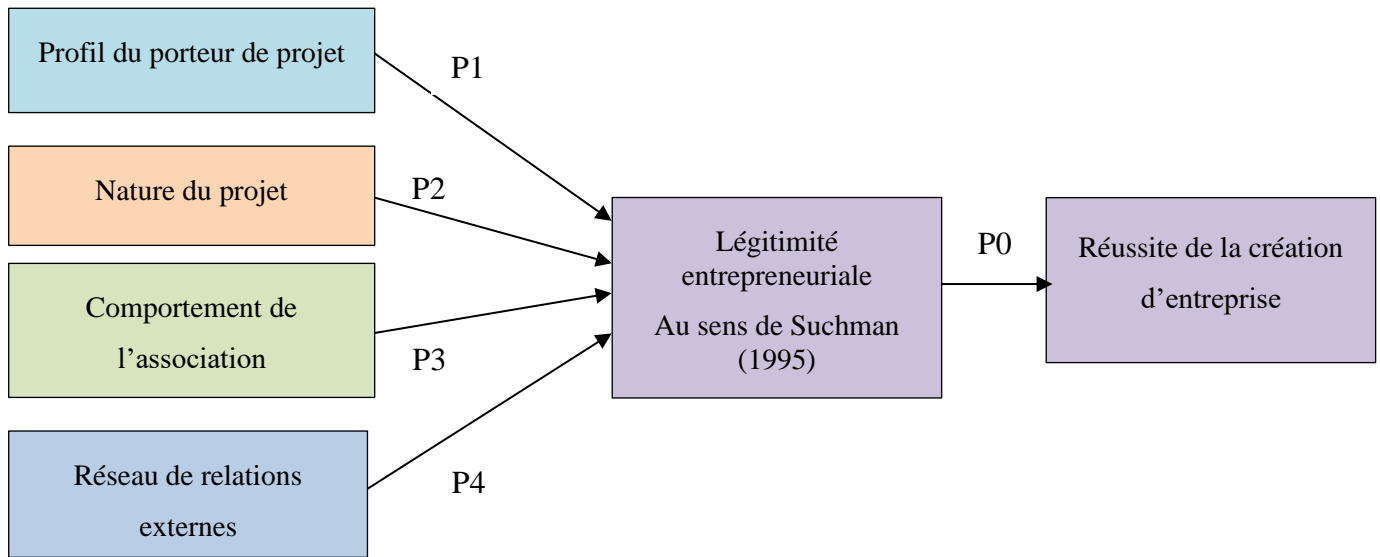 Profil du porteur de projet
P1
Nature du projet
P2
Comportement de
l’association
P3
Réseau de relations
externes
P4
Légitimité
entrepreneuriale
Au sens de Suchman
(1995)
P0
Réussite de la création
d’entreprise